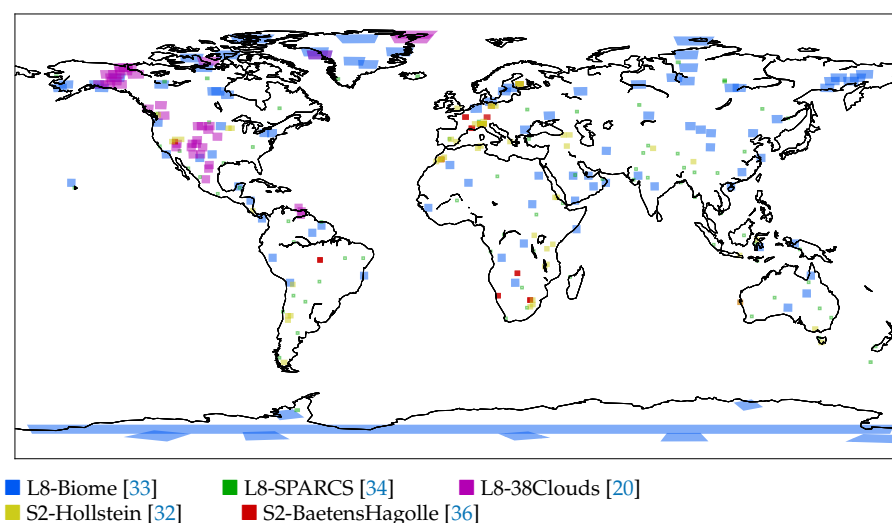 L8-Biome [33] L8-SPARCS [34] L8-38Clouds [20]
S2-Hollstein [32] S2-BaetensHagolle [36]